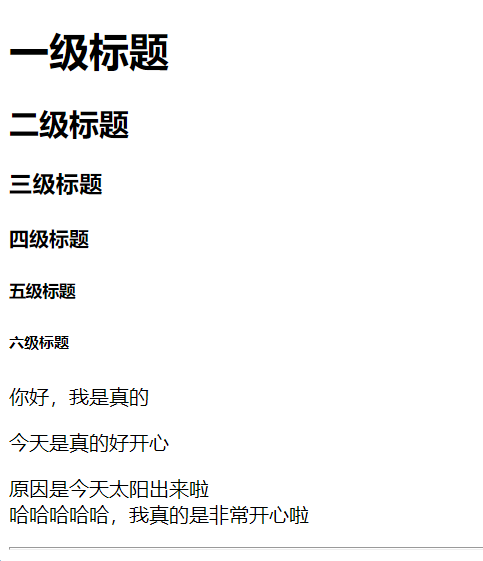 一级标题
二级标题
三级标题
四级标题
五级标题
六级标题
你好，我是真的
今天是真的好开心
原因是今天太阳出来啦
哈哈哈哈哈，我真的是非常开心啦